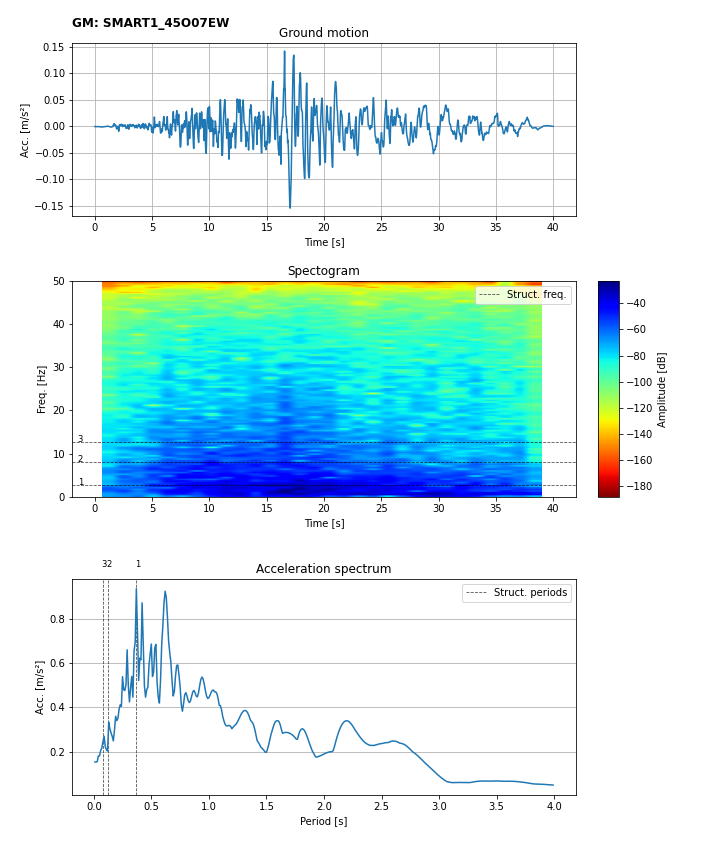 GM: SMART1_45O07EW
Ground motion
0.15
0.10
0.05
0.00
−0.05
−0.10
−0.15
Acc. [m/s²]
0 5 10 15 20 25 30 35 40
Time [s]
Spectogram
50
40
30
20
10
0
Freq. [Hz]
Struct. freq.
3
2
1
0 5 10 15 20 25 30 35 40
Time [s]
−40
−60
−80
−100
−120
−140
−160
−180
Amplitude [dB]
32 1
Acceleration spectrum
Struct. periods
0.8
0.6
0.4
0.2
Acc. [m/s²]
0.0 0.5 1.0 1.5 2.0 2.5 3.0 3.5 4.0
Period [s]